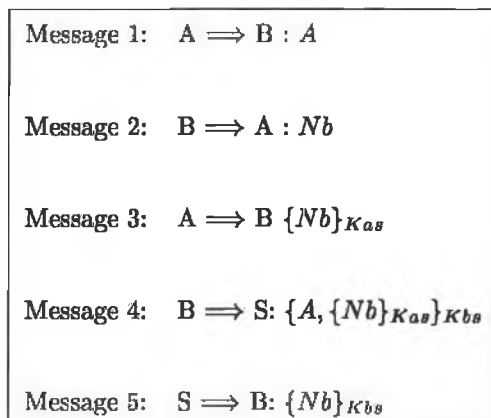 Message 1: A ⟹ B : A
Message 2: B ⟹ A : Nb
Message 3: A ⟹ B {Nb}Kas
Message 4: B ⟹ S: {A, {Nb}Kas}Kbs
Message 5: S ⟹ B: {Nb}Kbs